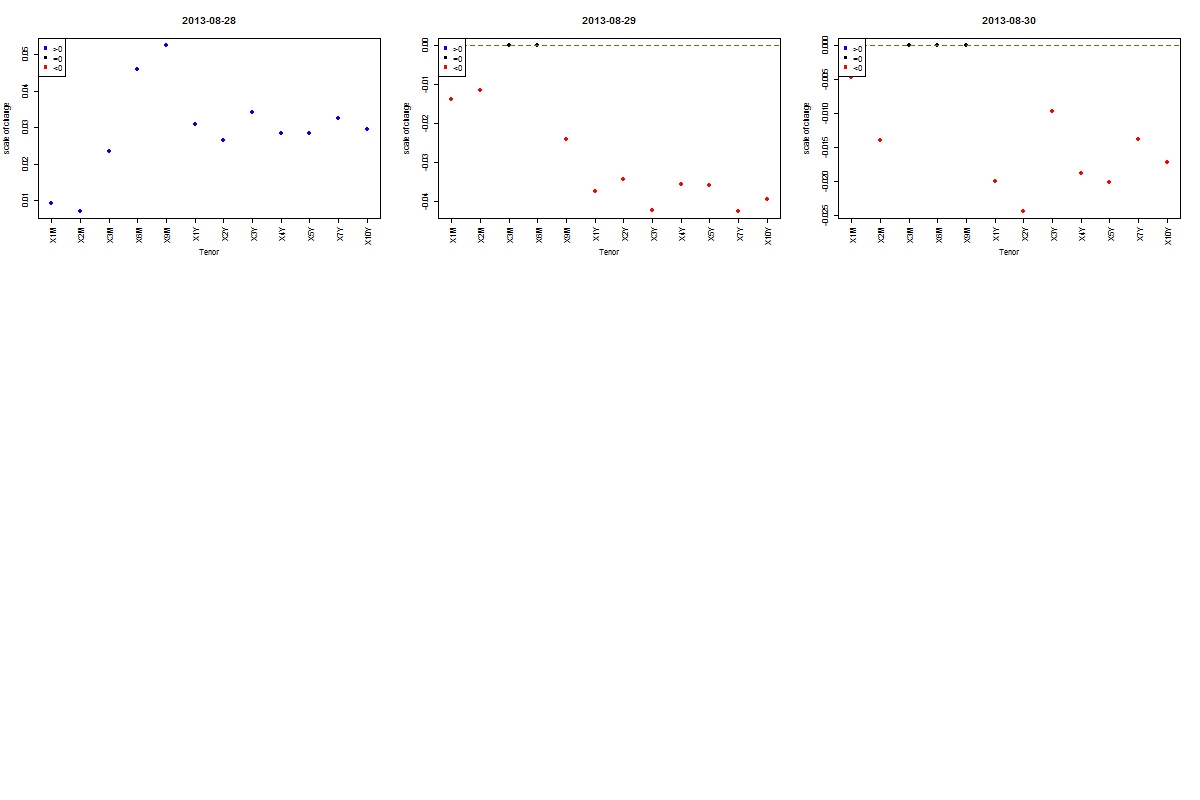 2013-08-28
scale of change
0.05
0.04
0.03
0.02
0.01
>0
=0
<0
X1M
X2M
X3M
X6M
X9M
X1Y
X2Y
X3Y
X4Y
X5Y
X7Y
X10Y
Tenor
2013-08-29
scale of change
0.00
-0.01
-0.02
-0.03
-0.04
>0
=0
<0
X1M
X2M
X3M
X6M
X9M
X1Y
X2Y
X3Y
X4Y
X5Y
X7Y
X10Y
Tenor
2013-08-30
scale of change
0.000
-0.005
-0.010
-0.015
-0.020
-0.025
>0
=0
<0
X1M
X2M
X3M
X6M
X9M
X1Y
X2Y
X3Y
X4Y
X5Y
X7Y
X10Y
Tenor